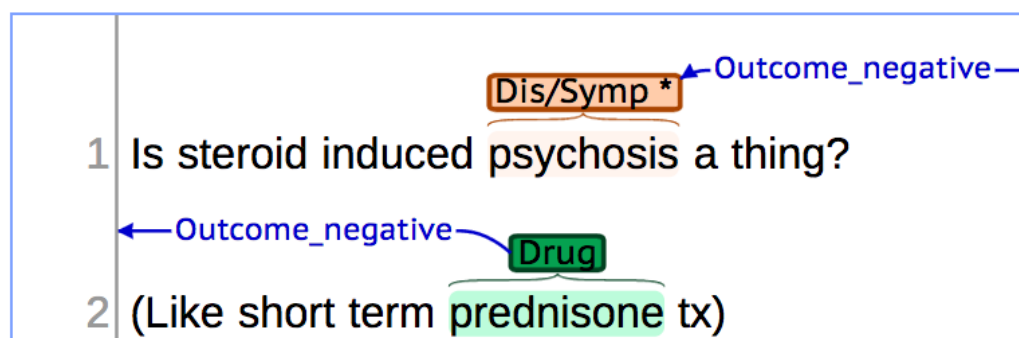 Outcome_negative
Dis/Symp *
1 Is steroid induced psychosis a thing?
Outcome_negative
Drug
2 (Like short term prednisone tx)